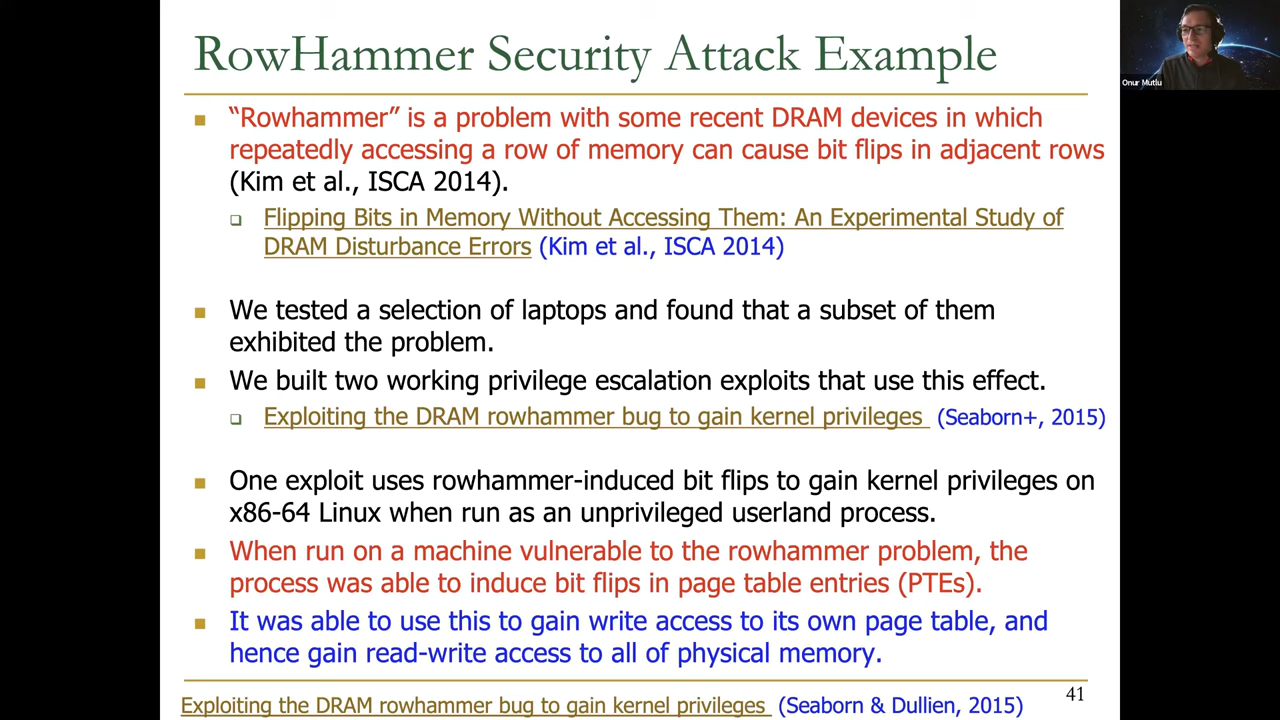 RowHammer Security Attack Example
Onur Mutlu
“Rowhammer” is a problem with some recent DRAM devices in which
repeatedly accessing a row of memory can cause bit flips in adjacent rows
(Kim et al., ISCA 2014).
Flipping Bits in Memory Without Accessing Them: An Experimental Study of
DRAM Disturbance Errors (Kim et al., ISCA 2014)
We tested a selection of laptops and found that a subset of them
exhibited the problem.
We built two working privilege escalation exploits that use this effect.
Exploiting the DRAM rowhammer bug to gain kernel privileges (Seaborn+, 2015)
One exploit uses rowhammer-induced bit flips to gain kernel privileges on
x86-64 Linux when run as an unprivileged userland process.
When run on a machine vulnerable to the rowhammer problem, the
process was able to induce bit flips in page table entries (PTEs).
It was able to use this to gain write access to its own page table, and
hence gain read-write access to all of physical memory.
Exploiting the DRAM rowhammer bug to gain kernel privileges (Seaborn & Dullien, 2015)
41